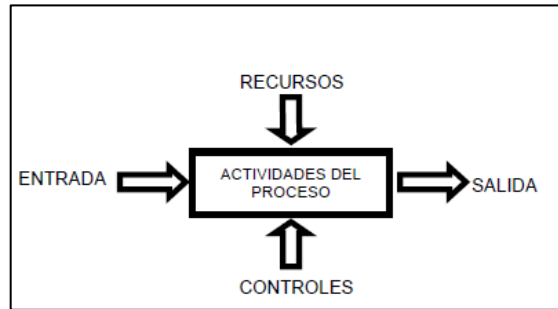 RECURSOS
ENTRADA
ACTIVIDADES DEL
PROCESO
SALIDA
CONTROLES